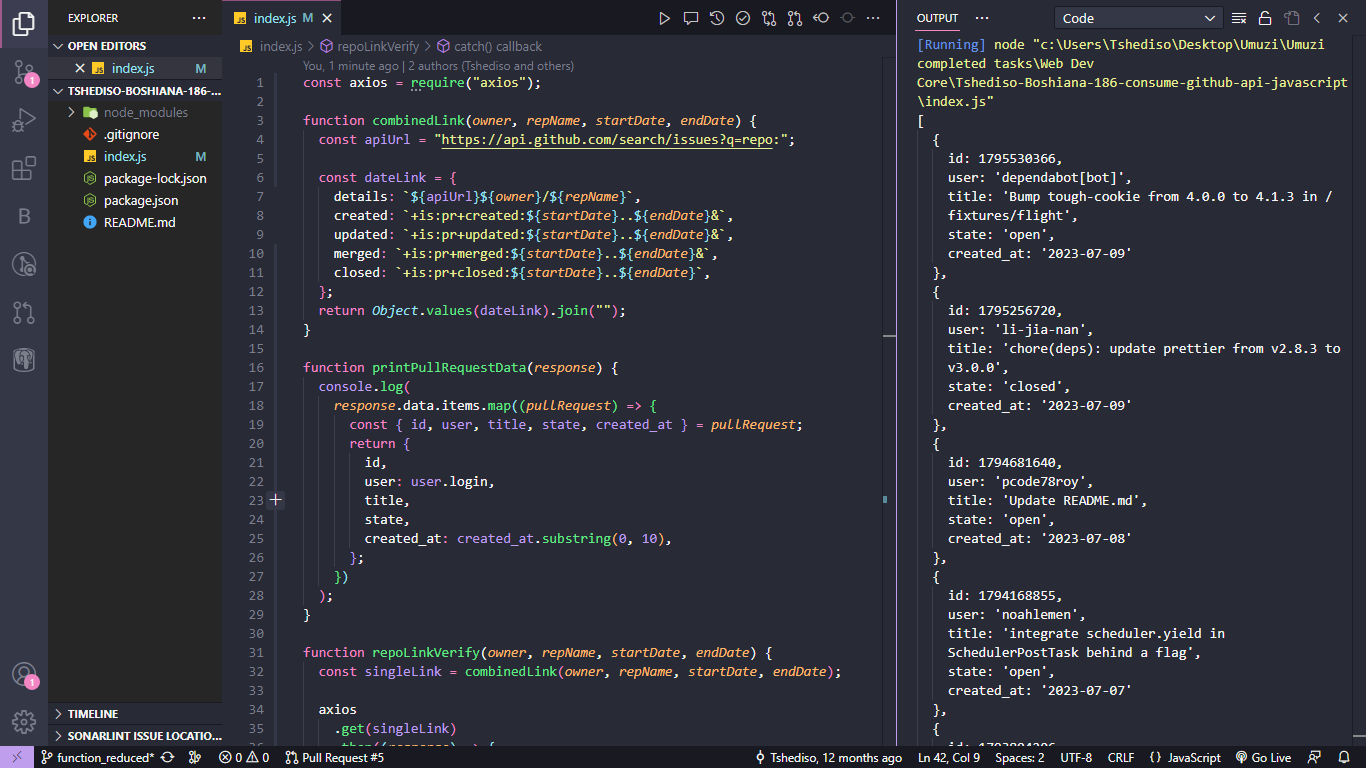 EXPLORER
OPEN EDITORS
index.js M
TSHEDISO-BOSHIANA-186-...
node_modules
.gitignore
index.js M
package-lock.json
package.json
README.md
TIMELINE
SONARLINT ISSUE LOCATIO...
index.js M
index.js > repoLinkVerify > catch() callback
You, 1 minute ago | 2 authors (Tshediso and others)
1 const axios = require("axios");
2
3 function combinedLink(owner, repName, startDate, endDate) {
4 const apiUrl = "https://api.github.com/search/issues?q=repo:";
5
6 const dateLink = {
7 details: `${apiUrl}${owner}/${repName}`,
8 created: `+is:pr+created:${startDate}..${endDate}&`,
9 updated: `+is:pr+updated:${startDate}..${endDate}&`,
10 merged: `+is:pr+merged:${startDate}..${endDate}&`,
11 closed: `+is:pr+closed:${startDate}..${endDate}`,
12 };
13 return Object.values(dateLink).join("");
14 }
15
16 function printPullRequestData(response) {
17 console.log(
18 response.data.items.map((pullRequest) => {
19 const { id, user, title, state, created_at } = pullRequest;
20 return {
21 id,
22 user: user.login,
23 title,
24 state,
25 created_at: created_at.substring(0, 10),
26 };
27 })
28 );
29 }
30
31 function repoLinkVerify(owner, repName, startDate, endDate) {
32 const singleLink = combinedLink(owner, repName, startDate, endDate);
33
34 axios
35 .get(singleLink)
36 .then((response) => {
OUTPUT
Code
[Running] node "c:\Users\Tshediso\Desktop\Umuzi\Umuzi
completed tasks\Web Dev
Core\Tshediso-Boshiana-186-consume-github-api-javascript
\index.js"
[
{
id: 1795530366,
user: 'dependabot[bot]',
title: 'Bump tough-cookie from 4.0.0 to 4.1.3 in /
fixtures/flight',
state: 'open',
created_at: '2023-07-09'
},
{
id: 1795256720,
user: 'li-jia-nan',
title: 'chore(deps): update prettier from v2.8.3 to
v3.0.0',
state: 'closed',
created_at: '2023-07-09'
},
{
id: 1794681640,
user: 'pcode78roy',
title: 'Update README.md',
state: 'open',
created_at: '2023-07-08'
},
{
id: 1794168855,
user: 'noahlemen',
title: 'integrate scheduler.yield in
SchedulerPostTask behind a flag',
state: 'open',
created_at: '2023-07-07'
},
{
function_reduced* 0 0 Pull Request #5 Tshediso, 12 months ago Ln 42, Col 9 Spaces: 2 UTF-8 CRLF {} JavaScript Go Live